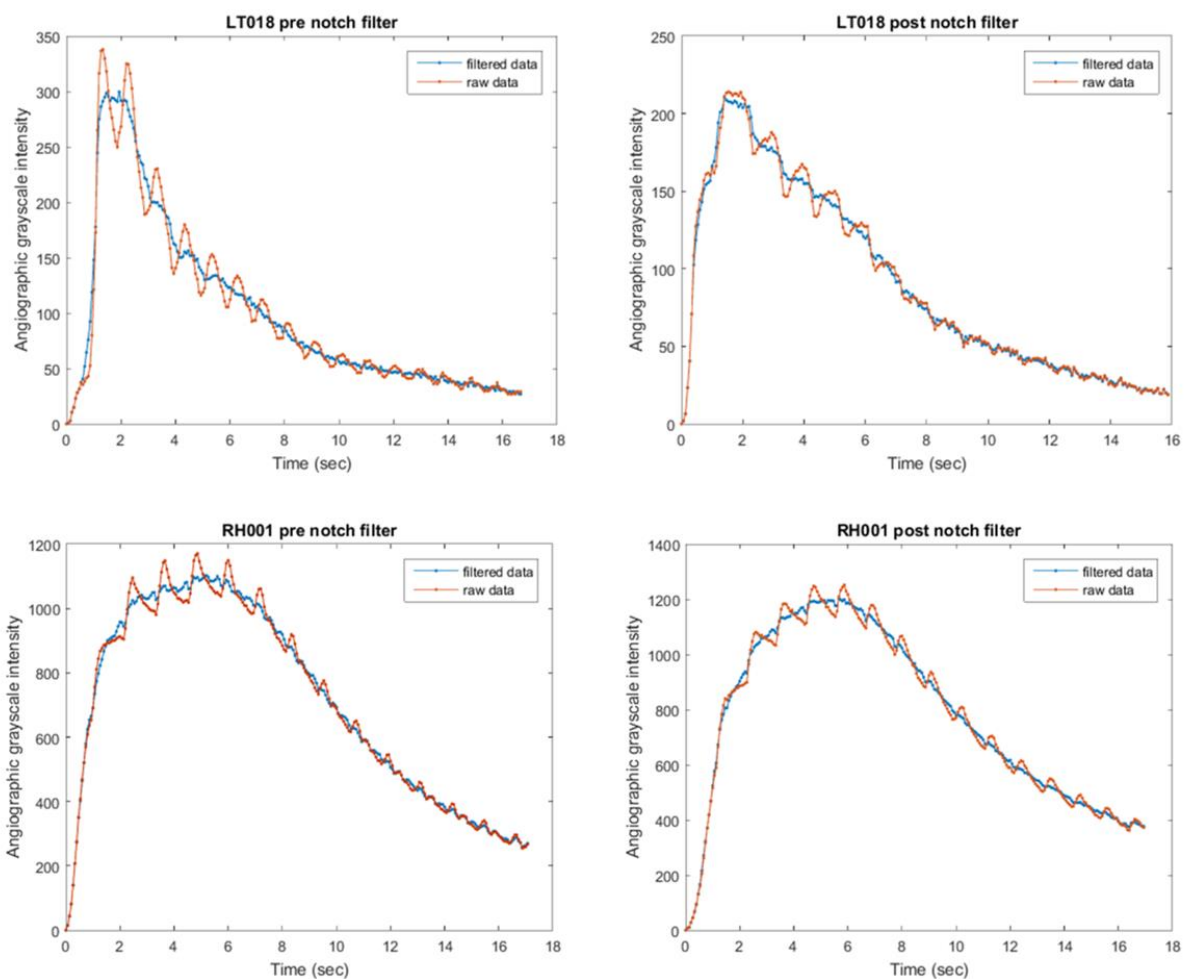 LT018 pre notch filter
350
300
250
200
150
100
50
0
0 2 4 6 8 10 12 14 16 18
Angiographic grayscale intensity
Time (sec)
filtered data
raw data
LT018 post notch filter
250
200
150
100
50
0
0 2 4 6 8 10 12 14 16
Angiographic grayscale intensity
Time (sec)
filtered data
raw data
RH001 pre notch filter
1200
1000
800
600
400
200
0
0 2 4 6 8 10 12 14 16 18
Angiographic grayscale intensity
Time (sec)
filtered data
raw data
RH001 post notch filter
1400
1200
1000
800
600
400
200
0
0 2 4 6 8 10 12 14 16 18
Angiographic grayscale intensity
Time (sec)
filtered data
raw data